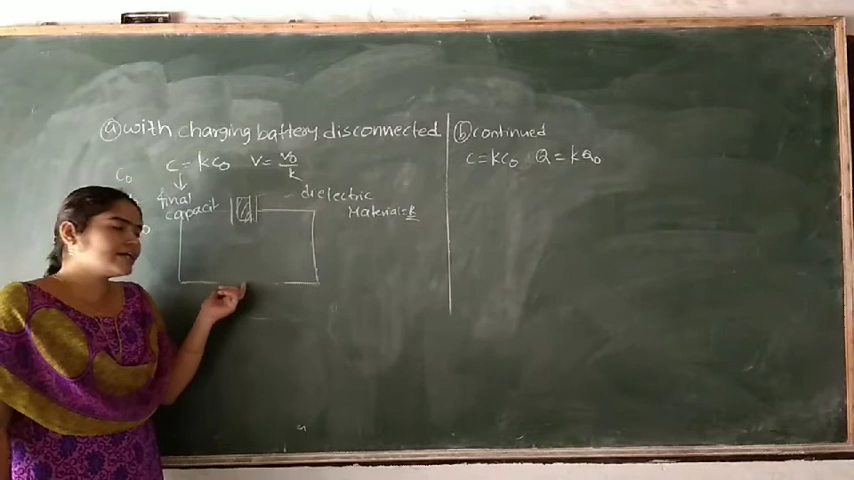 ⓐ with charging battery disconnected
C = KC₀ V = V₀/K
C₀
final
capacit
dielectric
Material = k
ⓑ continued
C = KC₀ Q = KQ₀